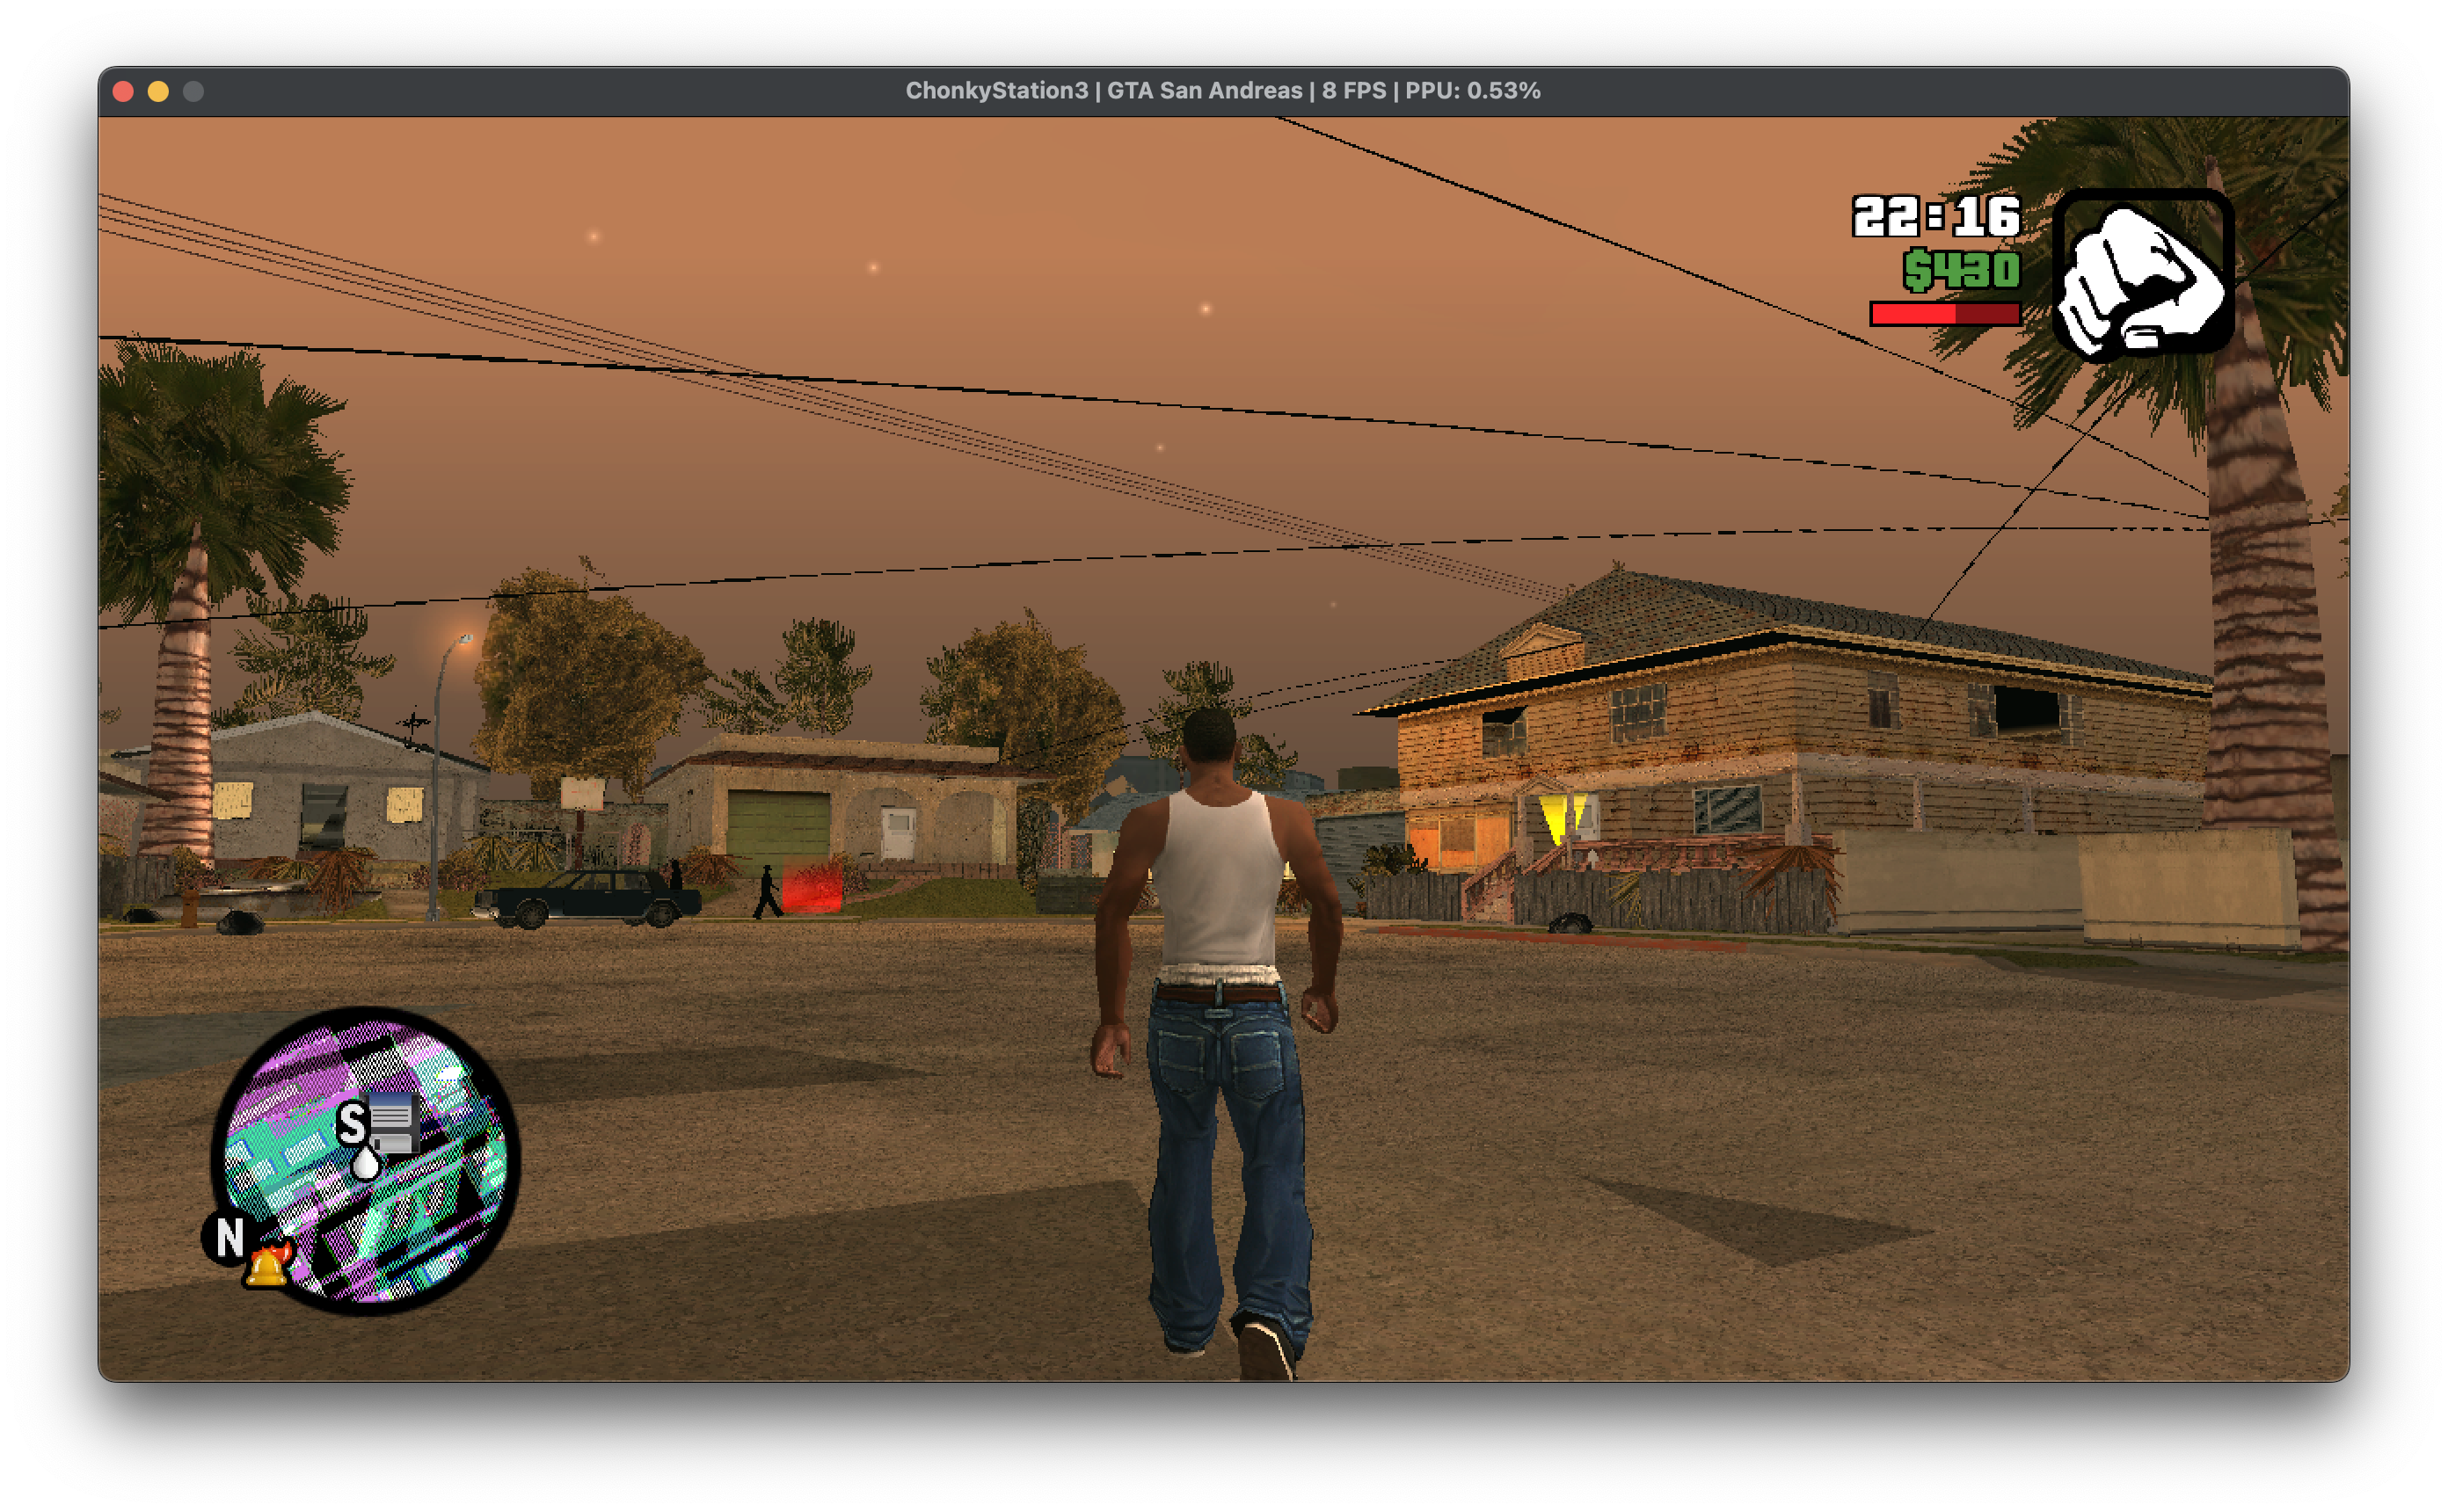 ChonkyStation3 | GTA San Andreas | 8 FPS | PPU: 0.53%
22:16
$430
S
N